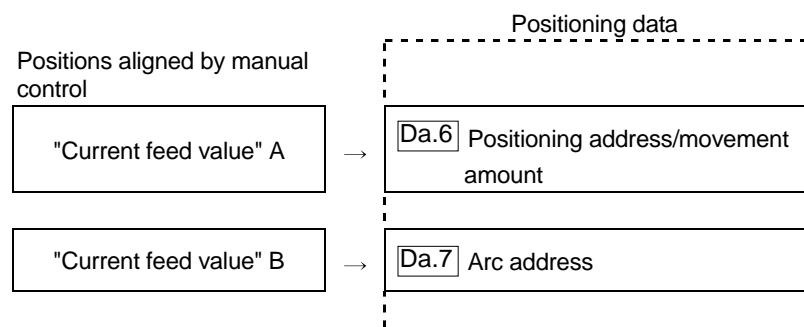 Positioning data
Positions aligned by manual
control
"Current feed value" A
→
Da.6 Positioning address/movement
amount
"Current feed value" B
→
Da.7 Arc address